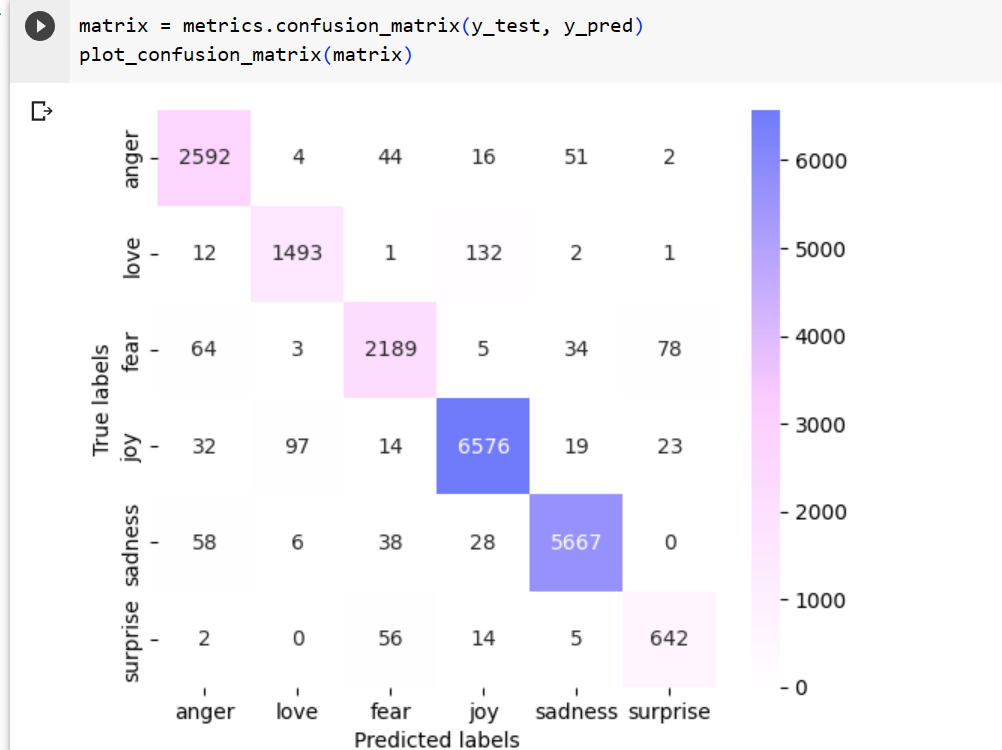 matrix = metrics.confusion_matrix(y_test, y_pred)
plot_confusion_matrix(matrix)
anger 2592 4 44 16 51 2
love 12 1493 1 132 2 1
fear 64 3 2189 5 34 78
joy 32 97 14 6576 19 23
sadness 58 6 38 28 5667 0
surprise 2 0 56 14 5 642
True labels
anger love fear joy sadness surprise
Predicted labels
6000
5000
4000
3000
2000
1000
0